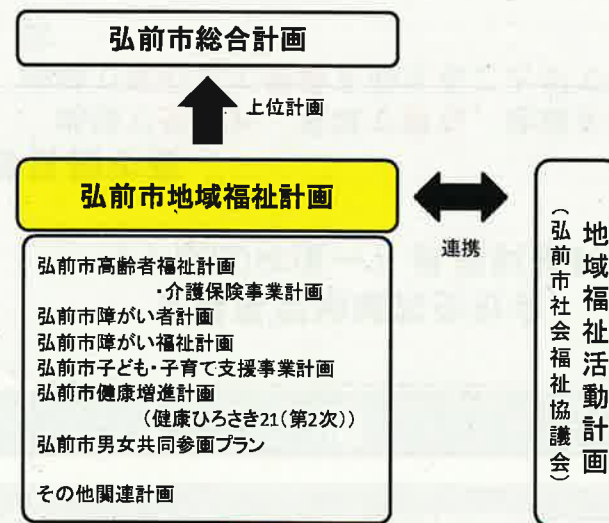 弘前市総合計画
上位計画
弘前市地域福祉計画
連携
弘前市高齢者福祉計画
・介護保険事業計画
弘前市障がい者計画
弘前市障がい福祉計画
弘前市子ども・子育て支援事業計画
弘前市健康増進計画
（健康ひろさき21（第2次））
弘前市男女共同参画プラン
その他関連計画
地域福祉活動計画
（弘前市社会福祉協議会）